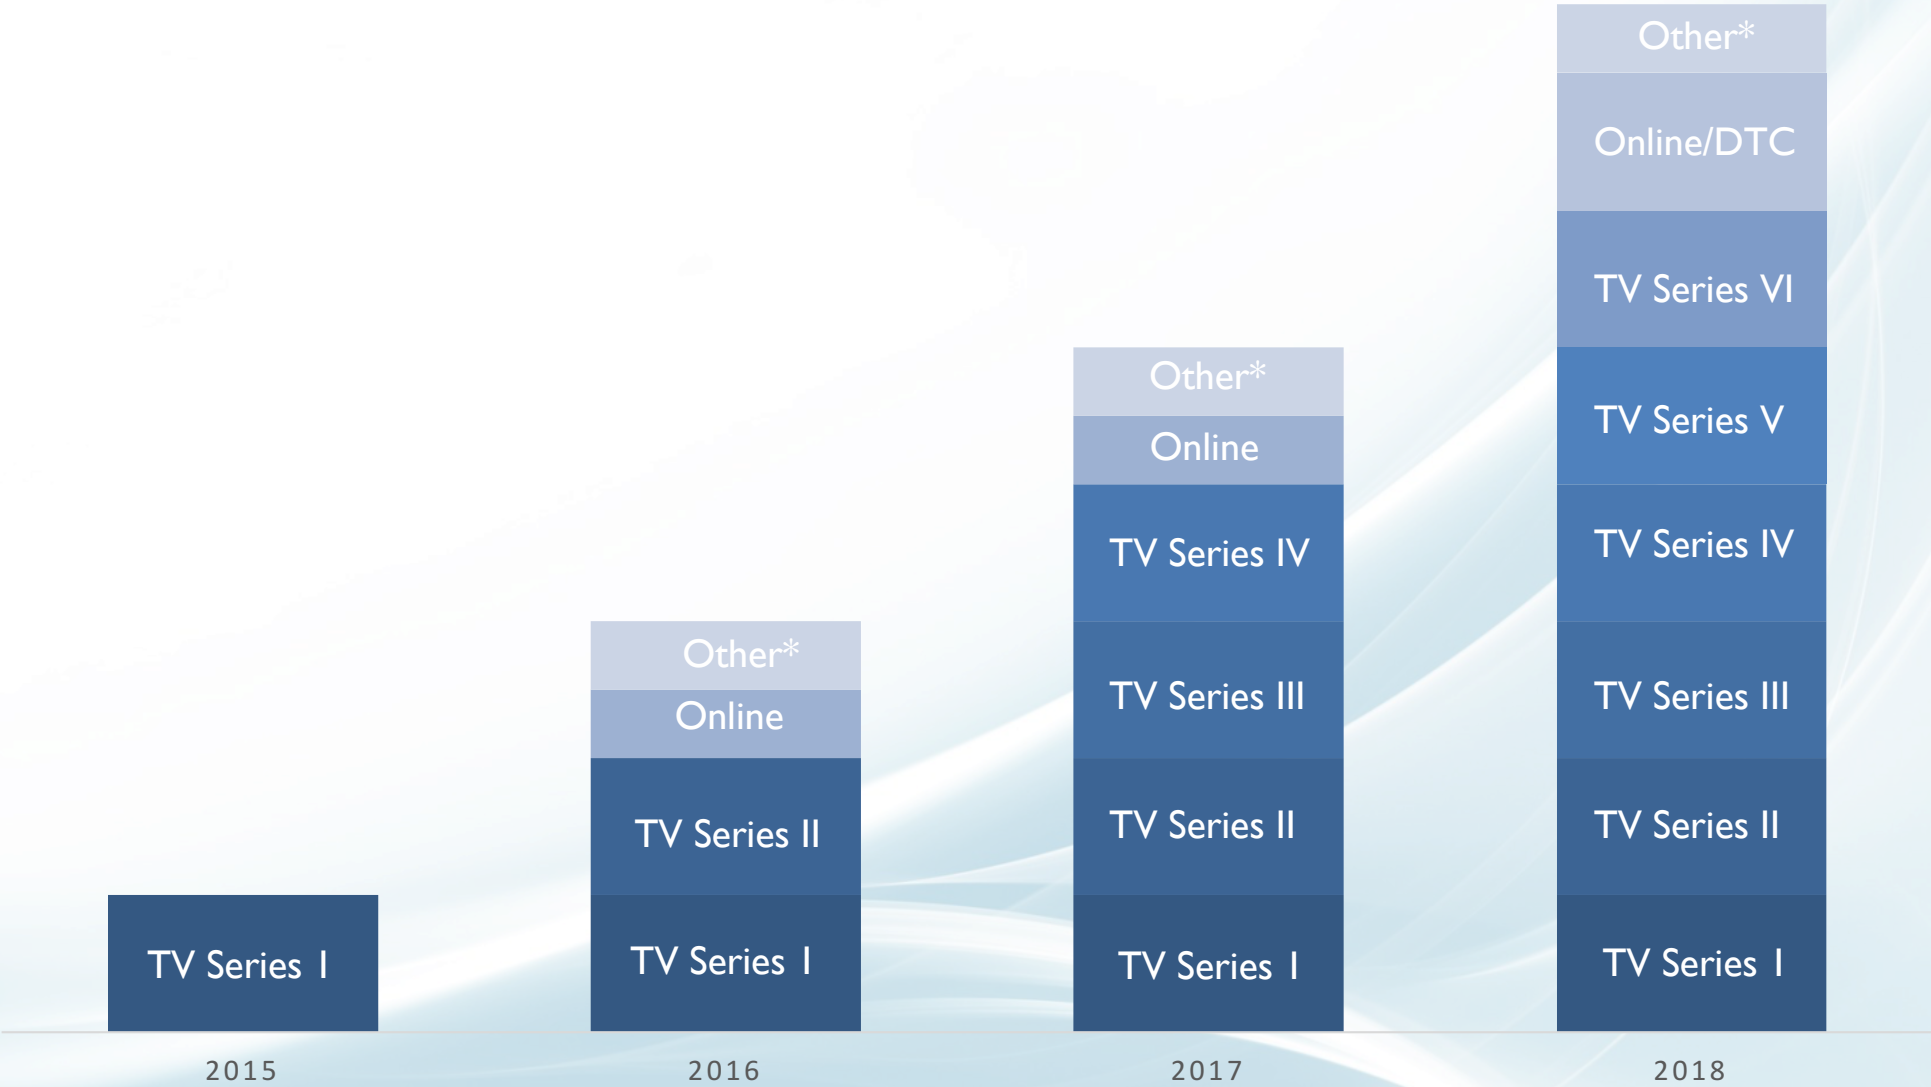 Other*
Online/DTC
TV Series VI
Other*
TV Series V
Online
TV Series IV
TV Series IV
Other*
TV Series III
TV Series III
Online
TV Series II
TV Series II
TV Series II
TV Series I
TV Series I
TV Series I
TV Series I
2015
2016
2017
2018